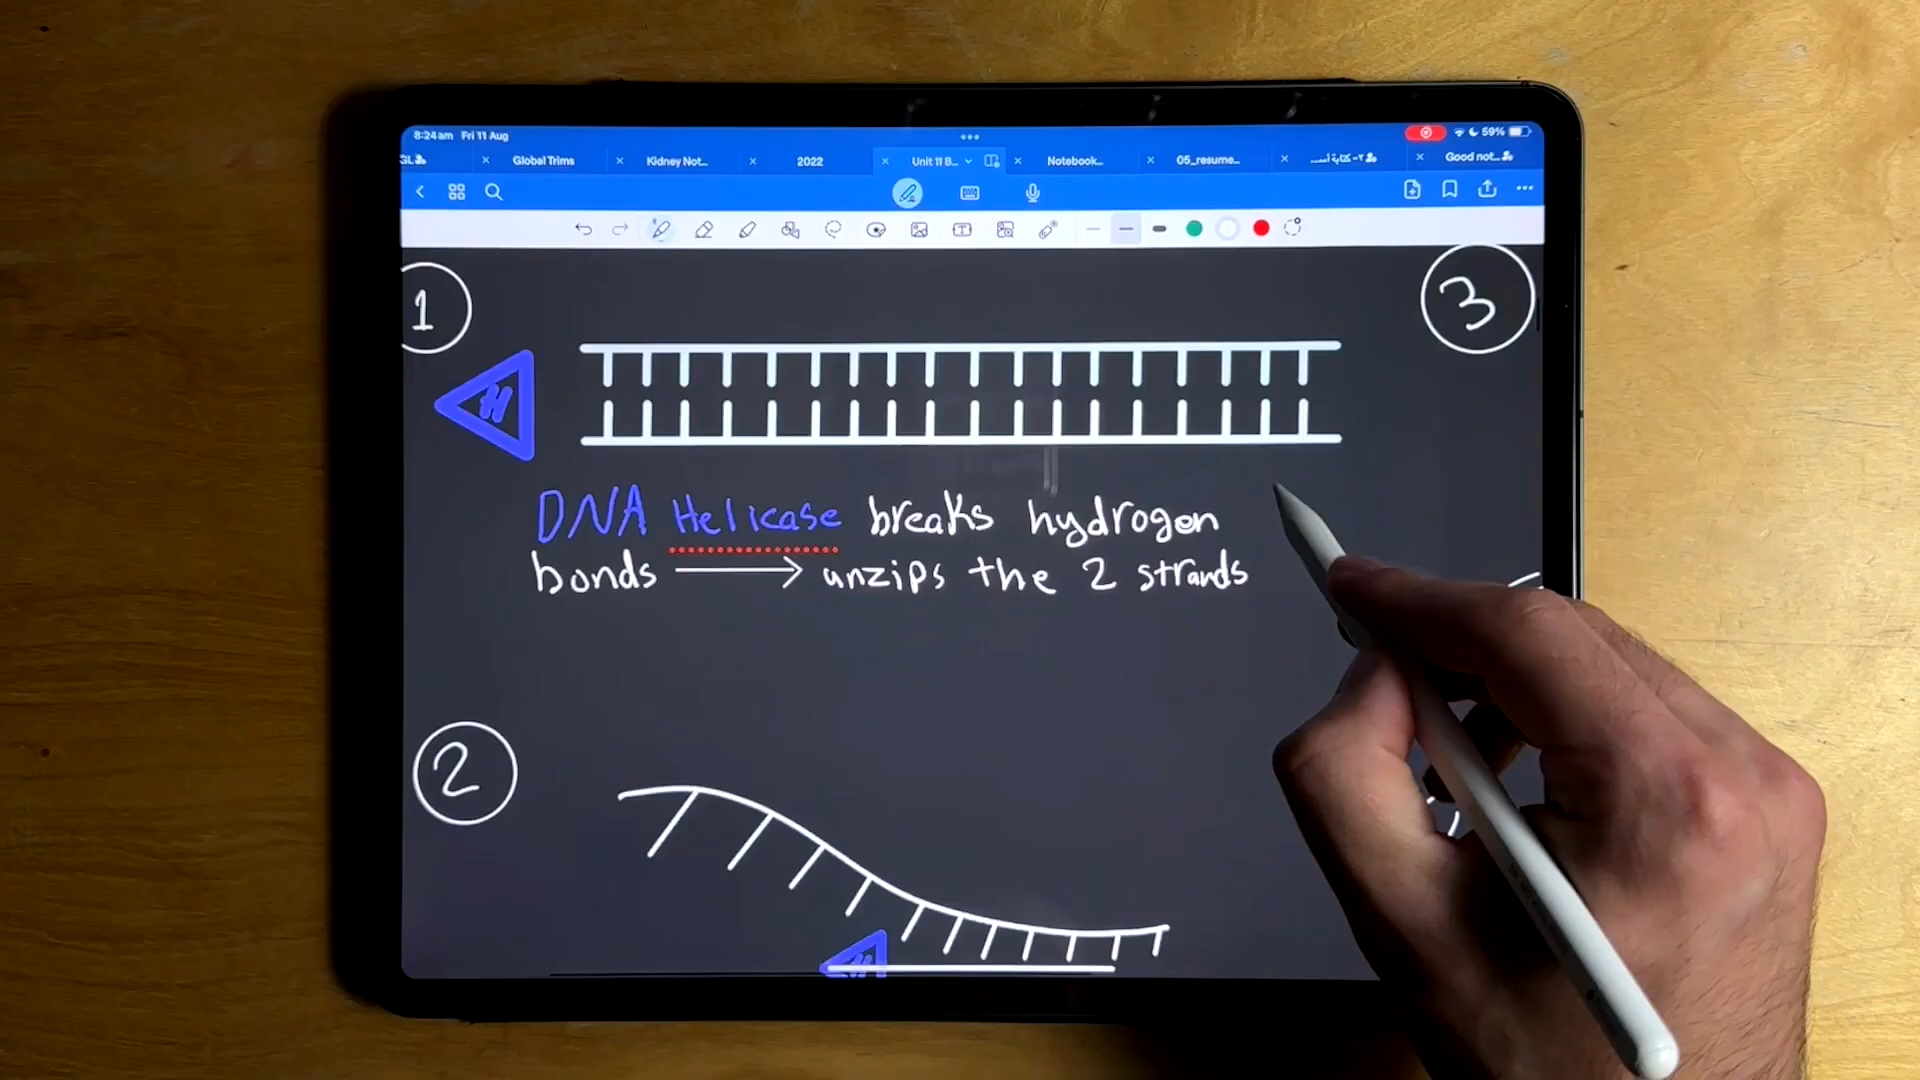 8:24am Fri 11 Aug
59%
Global Trims
Kidney Not...
2022
Unit 11 B...
Notebook...
05_resume...
Good not...
1
3
H
DNA Helicase breaks hydrogen
bonds → unzips the 2 strands
2